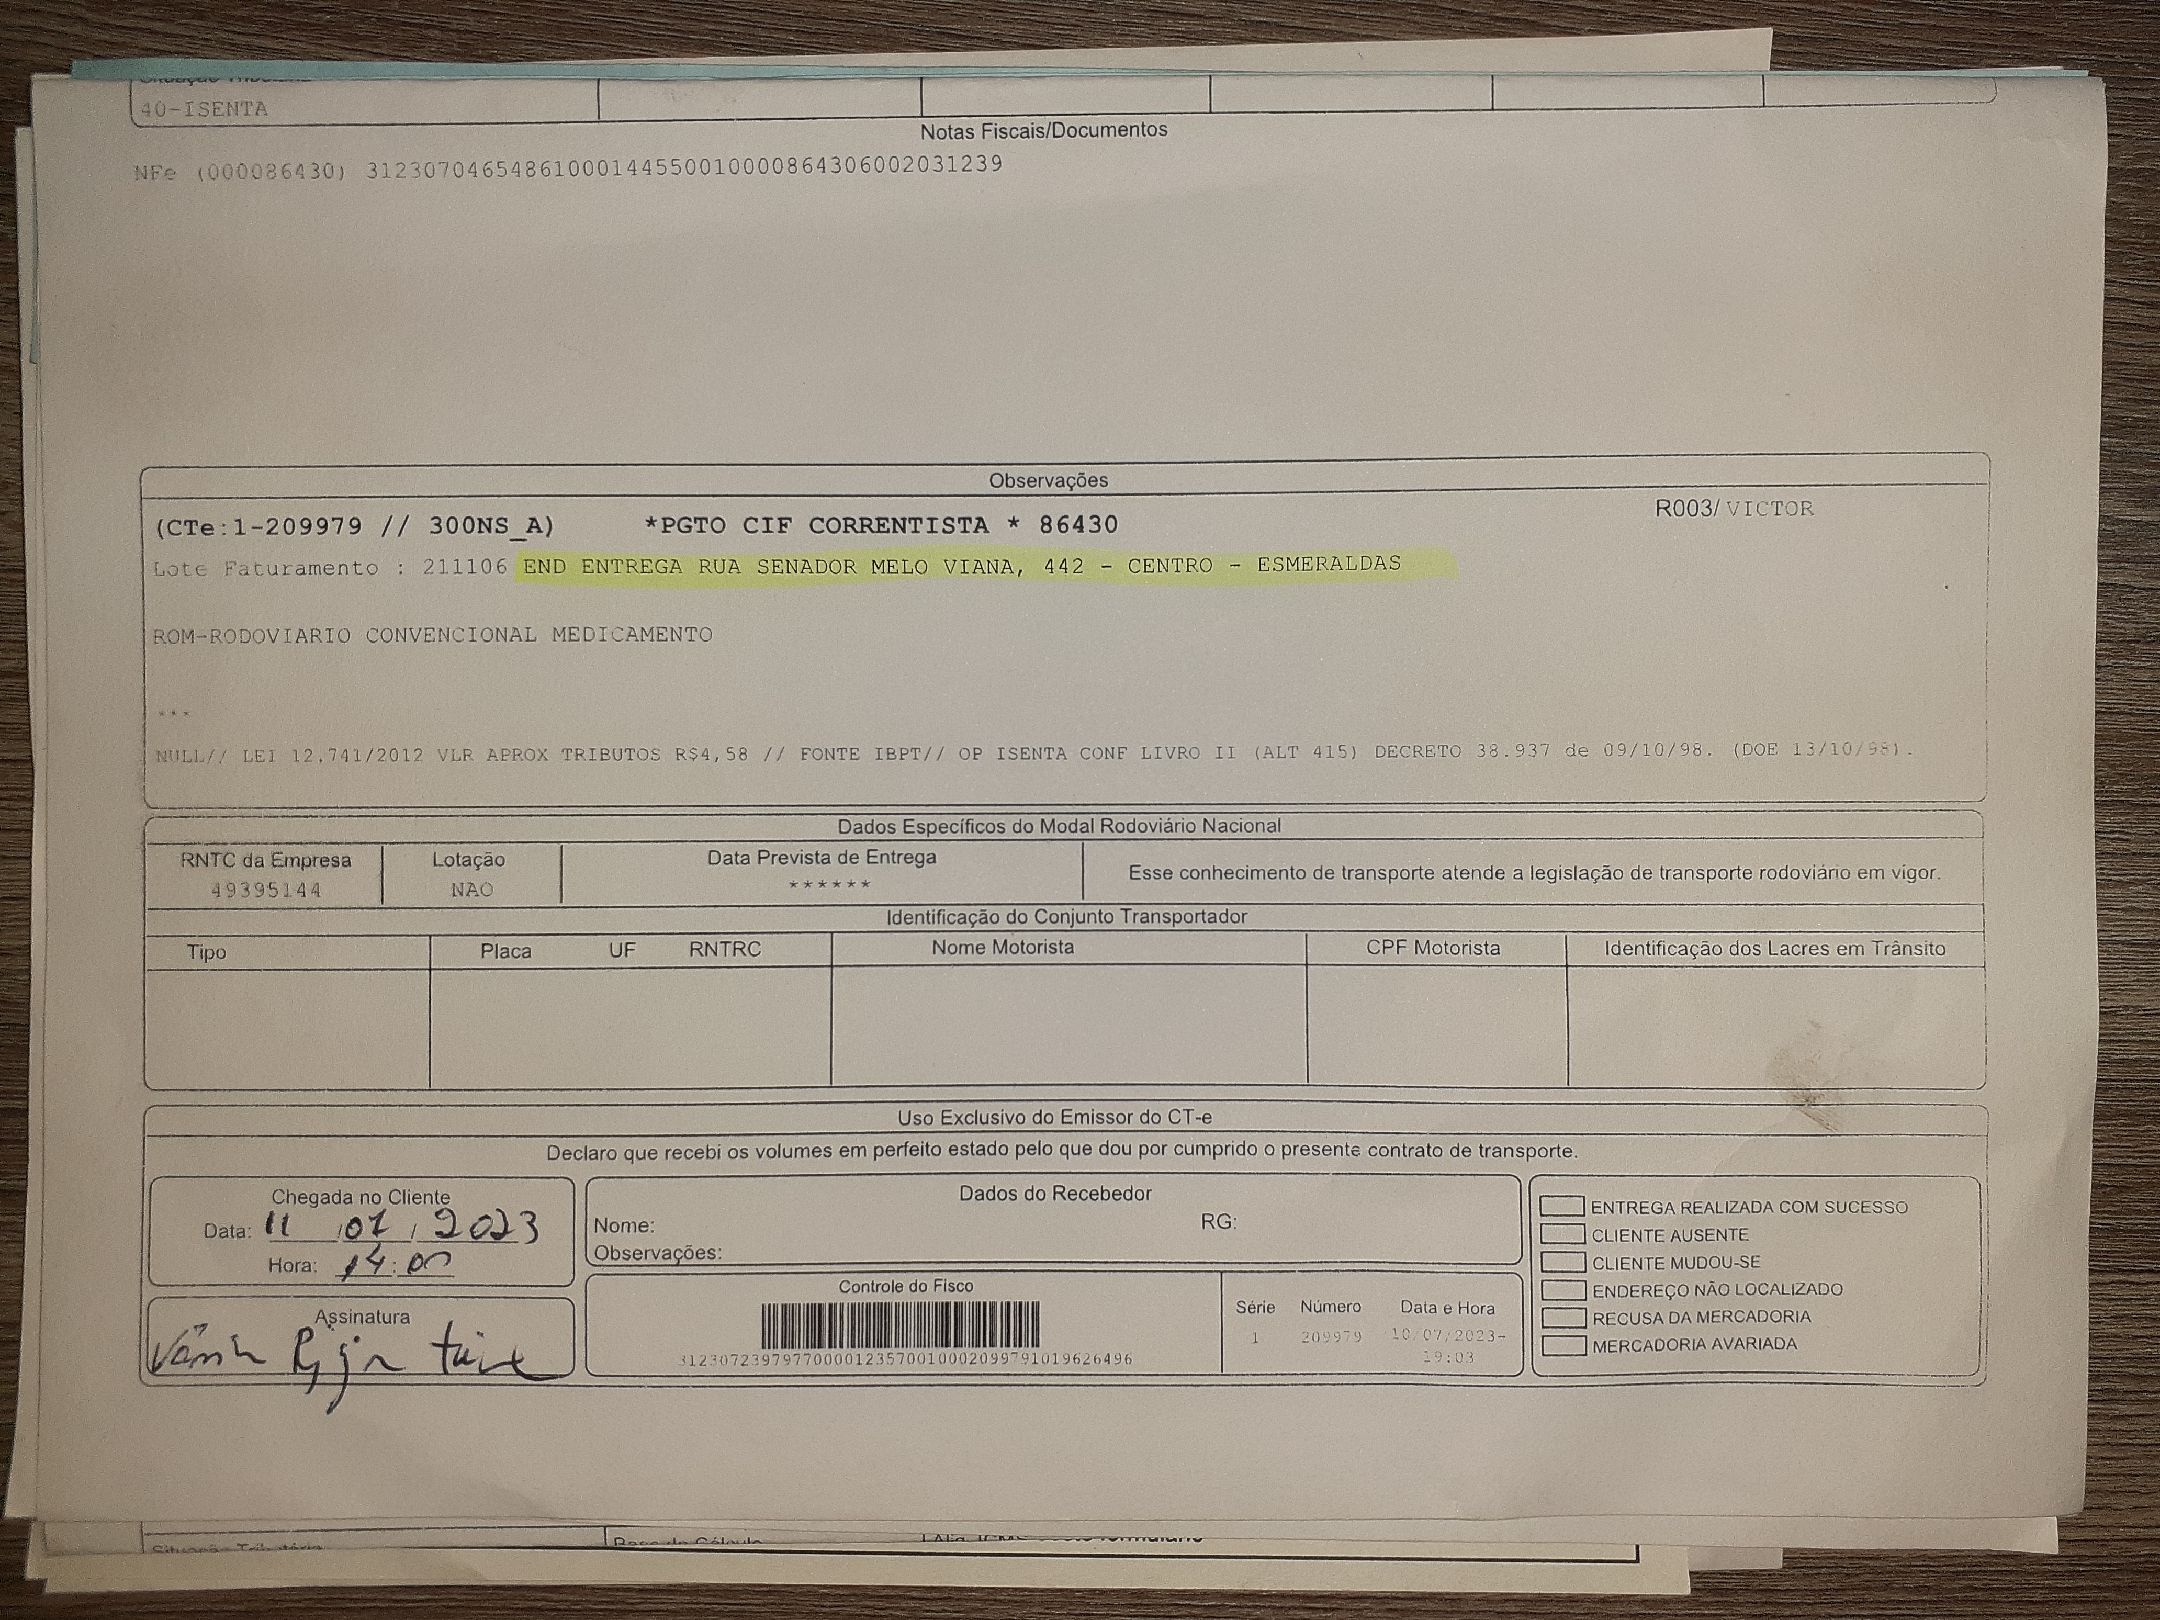 40-ISENTA
Notas Fiscais/Documentos
NFe (000086430) 31230704654861000144550010000864306002031239
Observações
R003/VICTOR
(CTe:1-209979 // 300NS_A) *PGTO CIF CORRENTISTA * 86430
Lote Faturamento : 211106 END ENTREGA RUA SENADOR MELO VIANA, 442 - CENTRO - ESMERALDAS
ROM-RODOVIARIO CONVENCIONAL MEDICAMENTO
***
NULL// LEI 12,741/2012 VLR APROX TRIBUTOS R$4,58 // FONTE IBPT// OP ISENTA CONF LIVRO II (ALT 415) DECRETO 38.937 de 09/10/98. (DOE 13/10/98).
Dados Específicos do Modal Rodoviário Nacional
RNTC da Empresa Lotação Data Prevista de Entrega Esse conhecimento de transporte atende a legislação de transporte rodoviário em vigor.
49395144 NAO ******
Identificação do Conjunto Transportador
Tipo Placa UF RNTRC Nome Motorista CPF Motorista Identificação dos Lacres em Trânsito
Uso Exclusivo do Emissor do CT-e
Declaro que recebi os volumes em perfeito estado pelo que dou por cumprido o presente contrato de transporte.
Chegada no Cliente
Data: 11 /07/ 2023
Hora: 14:00
Assinatura
Dados do Recebedor
Nome: RG:
Observações:
Controle do Fisco
31230723979770000123570010002099791019626496
Série Número Data e Hora
1 209979 10/07/2023-
19:03
ENTREGA REALIZADA COM SUCESSO
CLIENTE AUSENTE
CLIENTE MUDOU-SE
ENDEREÇO NÃO LOCALIZADO
RECUSA DA MERCADORIA
MERCADORIA AVARIADA